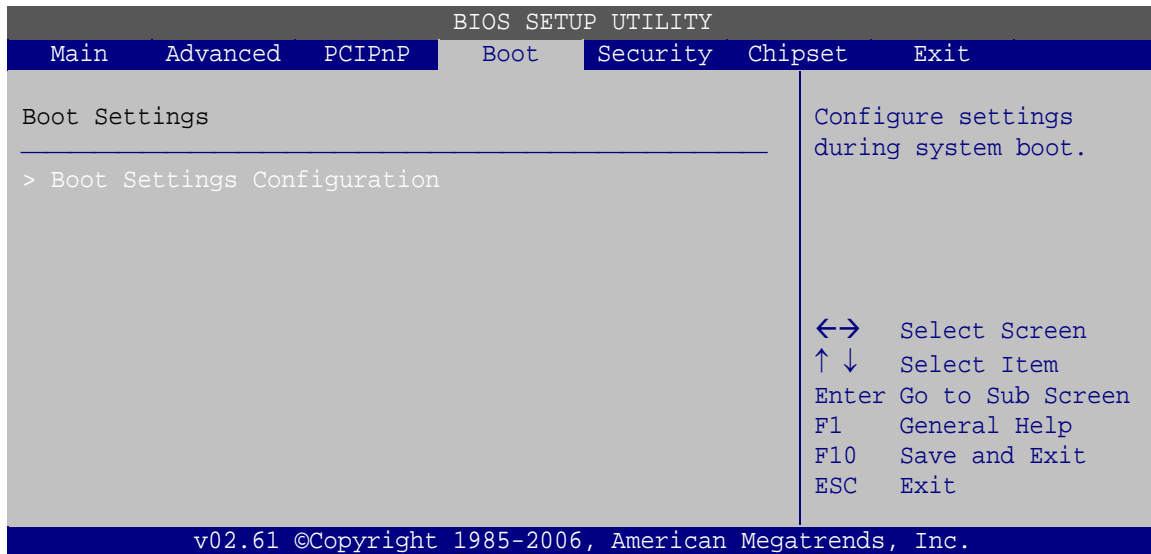 BIOS SETUP UTILITY
Main Advanced PCIPnP Boot Security Chipset Exit
Boot Settings
> Boot Settings Configuration
Configure settings
during system boot.
←→ Select Screen
↑↓ Select Item
Enter Go to Sub Screen
F1 General Help
F10 Save and Exit
ESC Exit
v02.61 ©Copyright 1985-2006, American Megatrends, Inc.